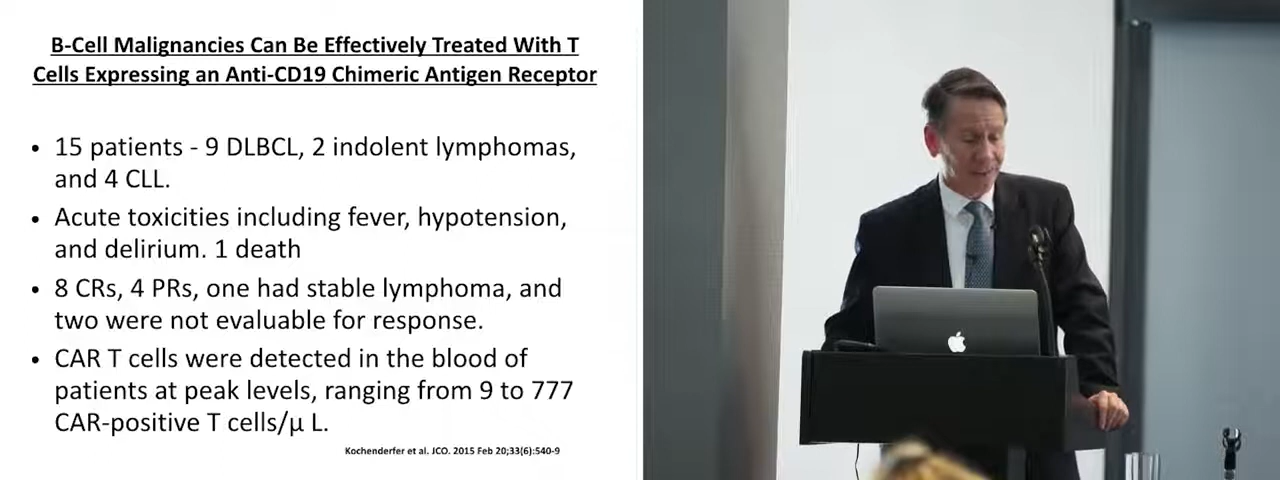 B-Cell Malignancies Can Be Effectively Treated With T
Cells Expressing an Anti-CD19 Chimeric Antigen Receptor
• 15 patients - 9 DLBCL, 2 indolent lymphomas,
and 4 CLL.
• Acute toxicities including fever, hypotension,
and delirium. 1 death
• 8 CRs, 4 PRs, one had stable lymphoma, and
two were not evaluable for response.
• CAR T cells were detected in the blood of
patients at peak levels, ranging from 9 to 777
CAR-positive T cells/μ L.
Kochenderfer et al. JCO. 2015 Feb 20;33(6):540-9